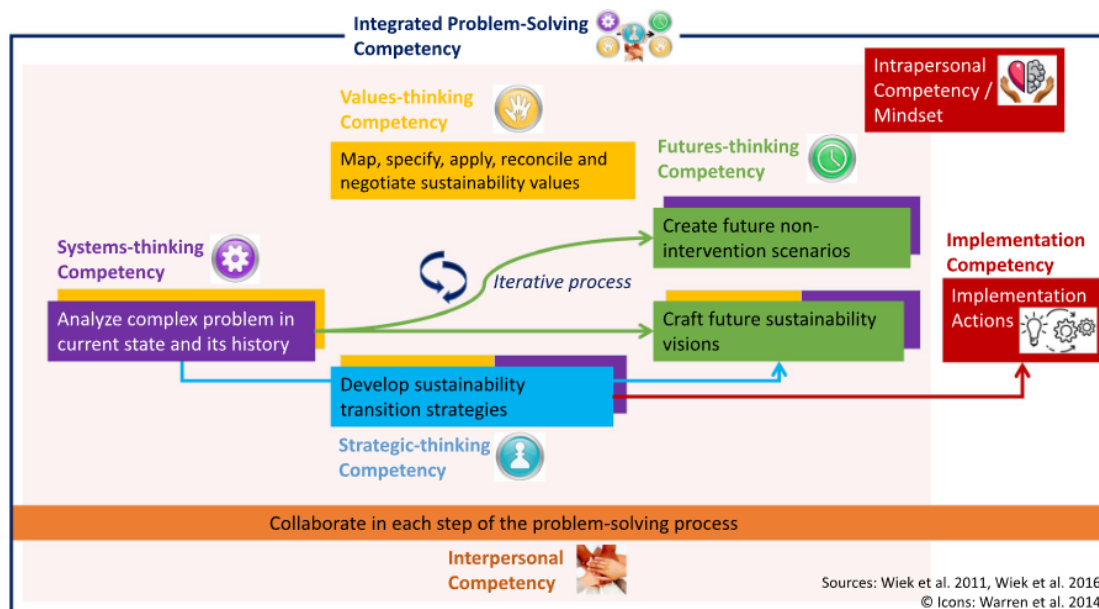 Integrated Problem-Solving
Competency
Intrapersonal
Competency /
Mindset
Values-thinking
Competency
Map, specify, apply, reconcile and
negotiate sustainability values
Futures-thinking
Competency
Create future non-
intervention scenarios
Systems-thinking
Competency
Analyze complex problem in
current state and its history
Iterative process
Craft future sustainability
visions
Implementation
Competency
Implementation
Actions
Develop sustainability
transition strategies
Strategic-thinking
Competency
Collaborate in each step of the problem-solving process
Interpersonal
Competency
Sources: Wiek et al. 2011, Wiek et al. 2016
© Icons: Warren et al. 2014